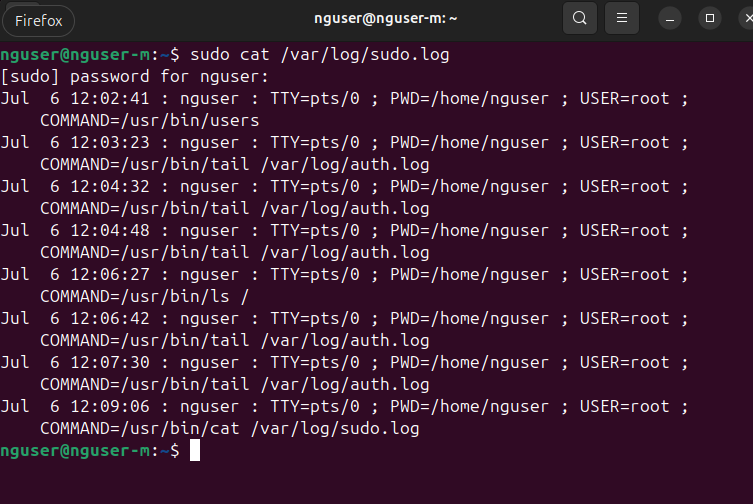 Firefox
nguser@nguser-m: ~
nguser@nguser-m:~$ sudo cat /var/log/sudo.log
[sudo] password for nguser:
Jul  6 12:02:41 : nguser : TTY=pts/0 ; PWD=/home/nguser ; USER=root ;
    COMMAND=/usr/bin/users
Jul  6 12:03:23 : nguser : TTY=pts/0 ; PWD=/home/nguser ; USER=root ;
    COMMAND=/usr/bin/tail /var/log/auth.log
Jul  6 12:04:32 : nguser : TTY=pts/0 ; PWD=/home/nguser ; USER=root ;
    COMMAND=/usr/bin/tail /var/log/auth.log
Jul  6 12:04:48 : nguser : TTY=pts/0 ; PWD=/home/nguser ; USER=root ;
    COMMAND=/usr/bin/tail /var/log/auth.log
Jul  6 12:06:27 : nguser : TTY=pts/0 ; PWD=/home/nguser ; USER=root ;
    COMMAND=/usr/bin/ls /
Jul  6 12:06:42 : nguser : TTY=pts/0 ; PWD=/home/nguser ; USER=root ;
    COMMAND=/usr/bin/tail /var/log/auth.log
Jul  6 12:07:30 : nguser : TTY=pts/0 ; PWD=/home/nguser ; USER=root ;
    COMMAND=/usr/bin/tail /var/log/auth.log
Jul  6 12:09:06 : nguser : TTY=pts/0 ; PWD=/home/nguser ; USER=root ;
    COMMAND=/usr/bin/cat /var/log/sudo.log
nguser@nguser-m:~$